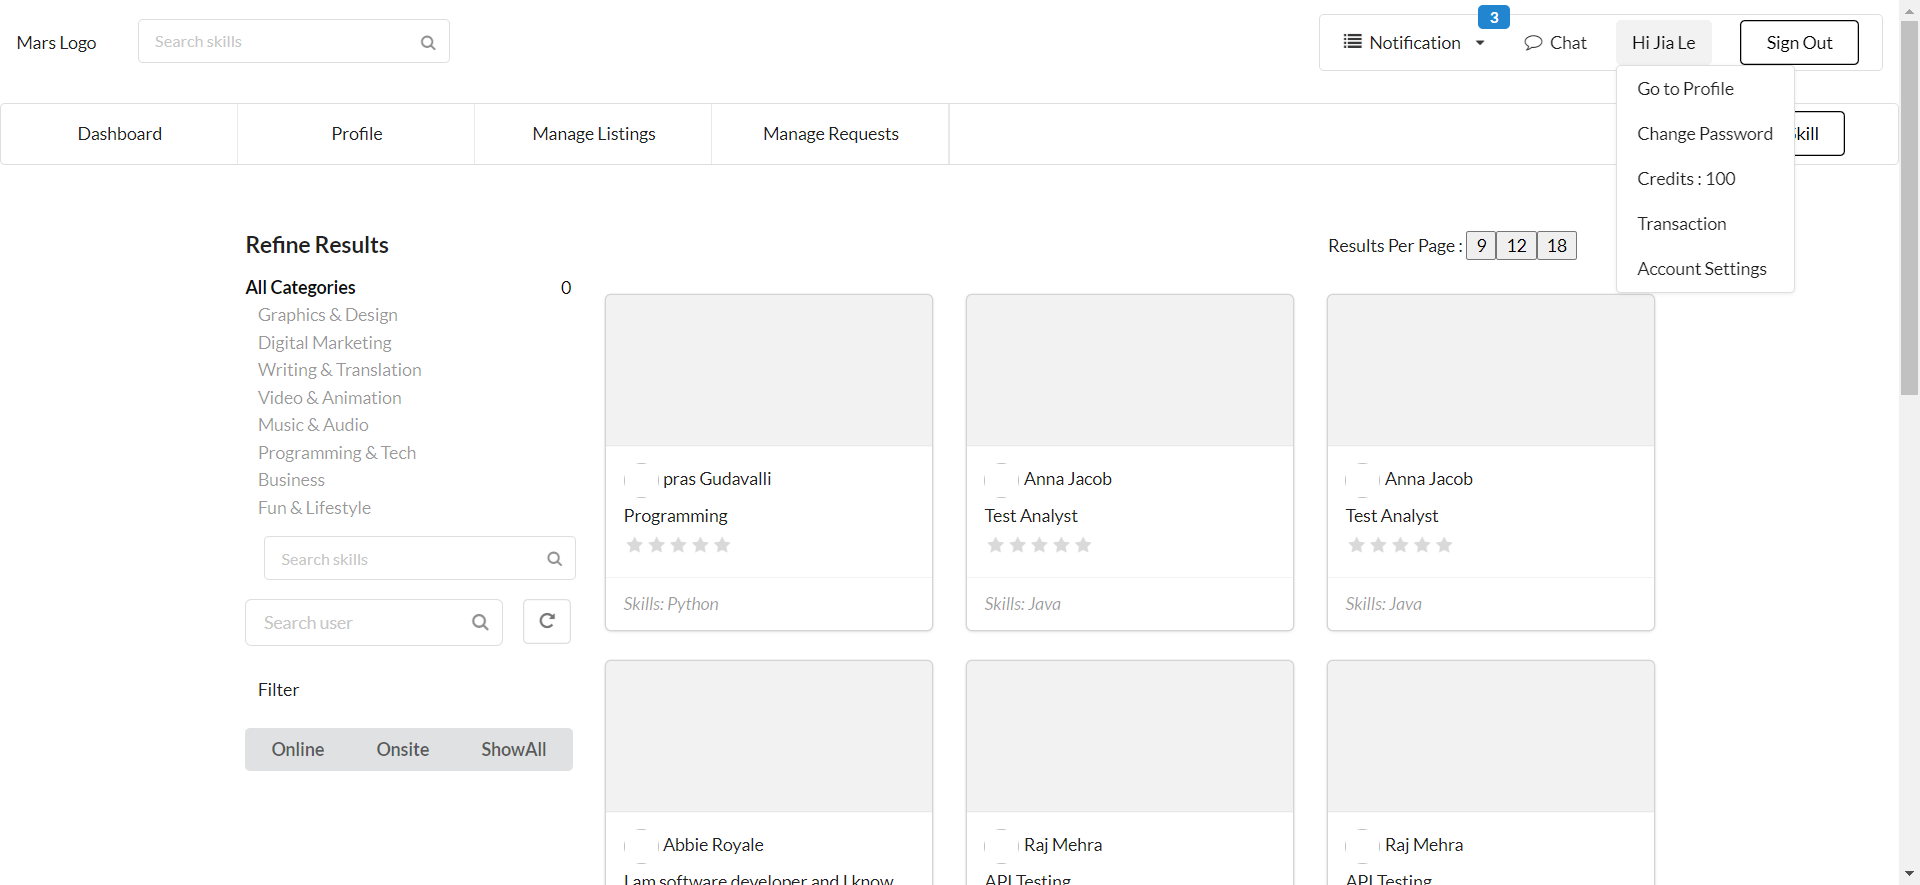 Mars Logo
Search skills
Notification
3
Chat
Hi Jia Le
Sign Out
Go to Profile
Change Password
Credits : 100
Transaction
Account Settings
Dashboard
Profile
Manage Listings
Manage Requests
kill
Refine Results
Results Per Page : 9 12 18
All Categories 0
Graphics & Design
Digital Marketing
Writing & Translation
Video & Animation
Music & Audio
Programming & Tech
Business
Fun & Lifestyle
Search skills
Search user
Filter
Online Onsite ShowAll
pras Gudavalli
Programming
Skills: Python
Anna Jacob
Test Analyst
Skills: Java
Anna Jacob
Test Analyst
Skills: Java
Abbie Royale
I am software developer and I know
Raj Mehra
API Testing
Raj Mehra
API Testing